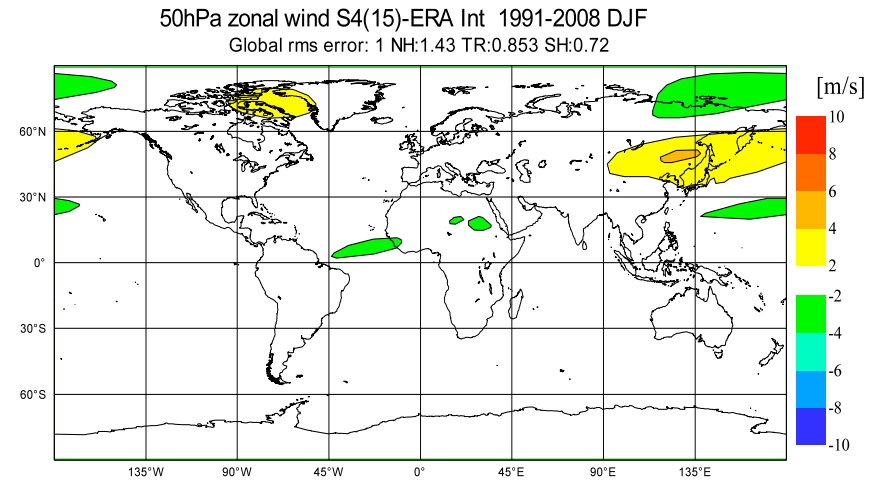 50hPa zonal wind S4(15)-ERA Int 1991-2008 DJF
Global rms error: 1 NH:1.43 TR:0.853 SH:0.72
[m/s]
10
8
6
4
2
-2
-4
-6
-8
-10
60°N
30°N
0°
30°S
60°S
135°W 90°W 45°W 0° 45°E 90°E 135°E